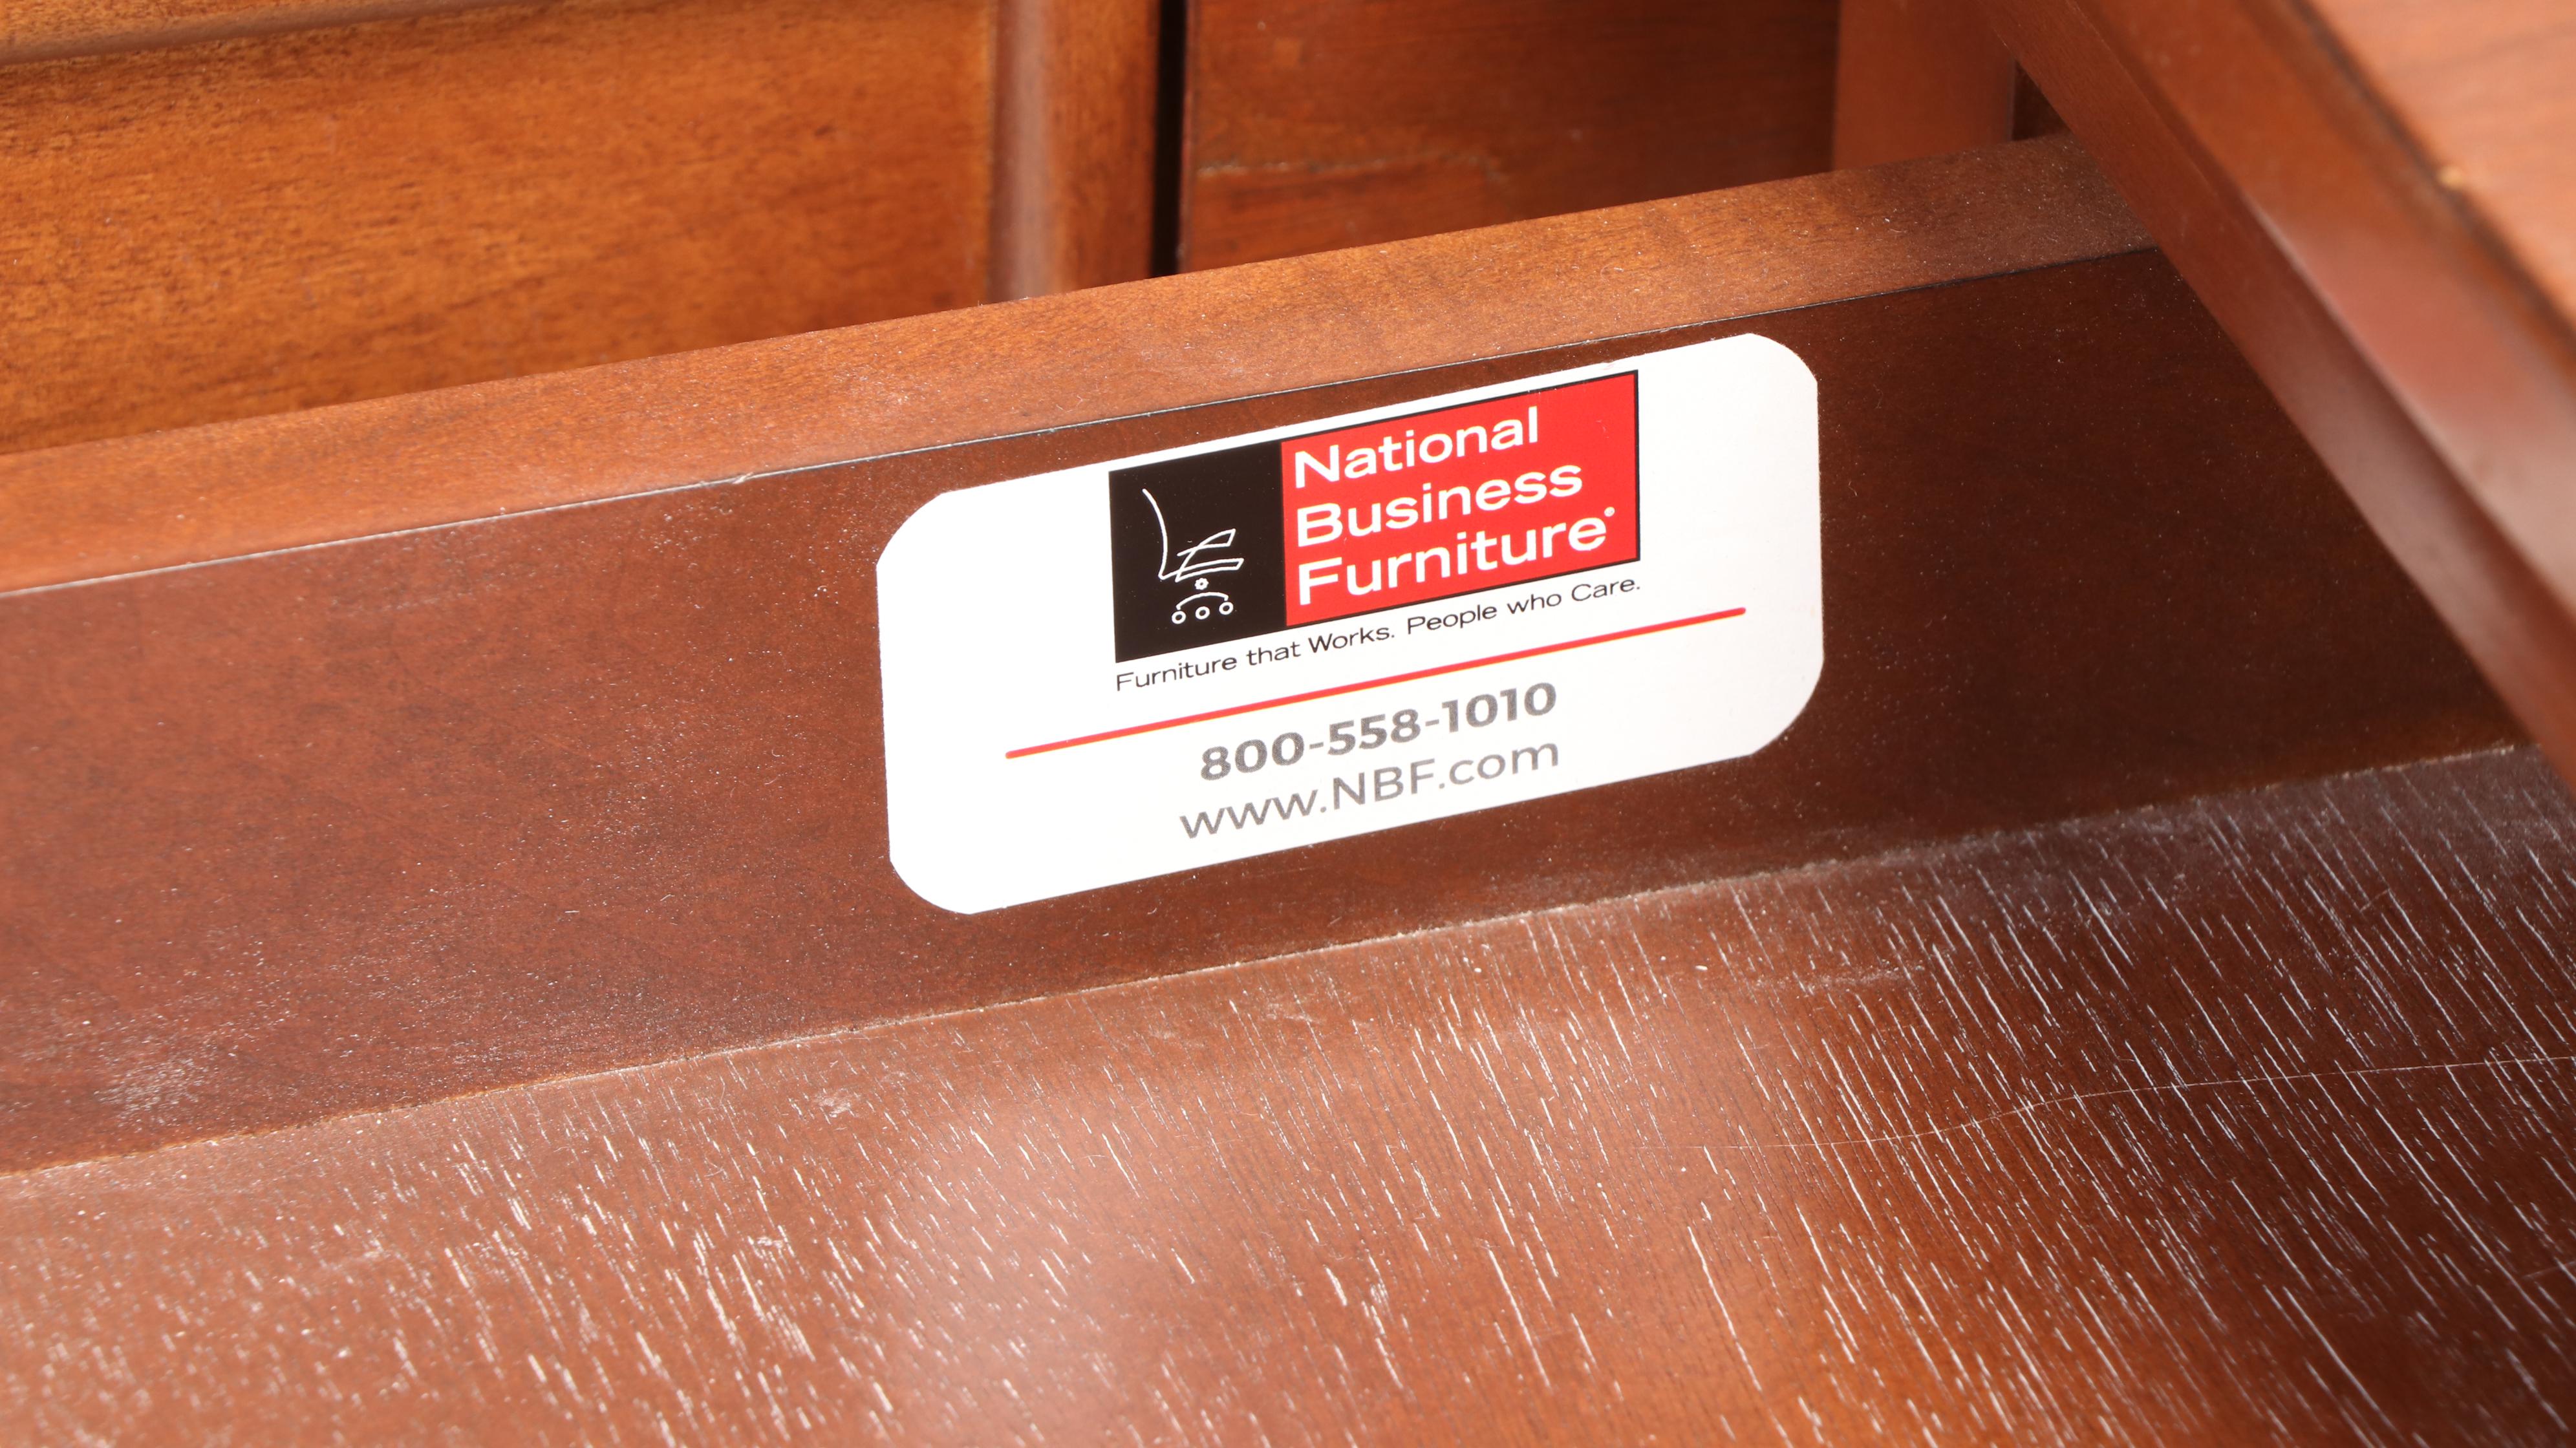 National
Business
Furniture
Furniture that Works. People who Care.
800-558-1010
www.NBF.com